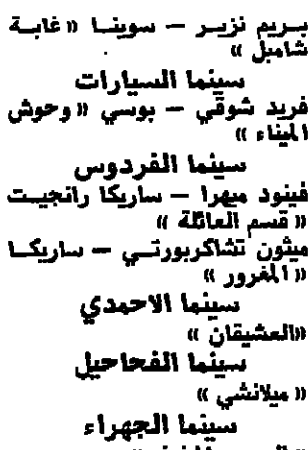 بريم نزير — سوينا «غابة
شامبل»
سينما السيارات
فريد شوقي — بوسي «وحوش
الميناء»
سينما الفردوس
فينود ميهرا — ساريكا رانجيت
«قسم العائلة»
ميثون تشاكربورتي — ساريكا
«المغرور»
سينما الاحمدي
«العشيقان»
سينما الفحاحيل
«ميلانشي»
سينما الجهراء